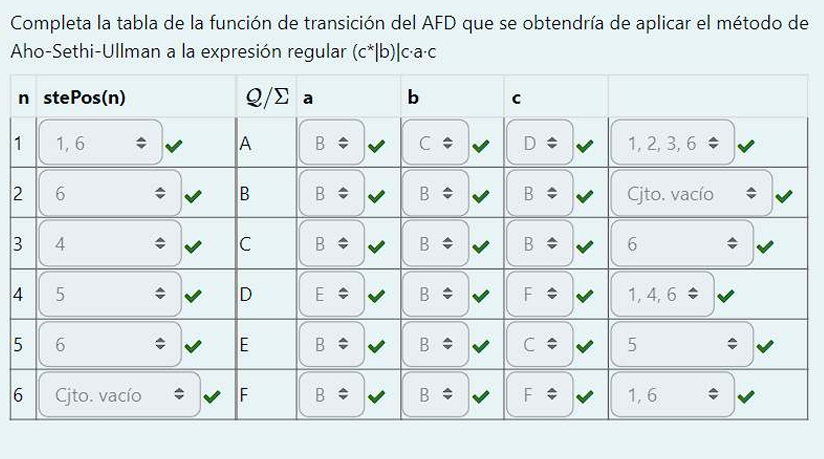 Completa la tabla de la función de transición del AFD que se obtendría de aplicar el método de
Aho-Sethi-Ullman a la expresión regular (c*|b)|c·a·c
n stePos(n) Q/Σ a b c
1 1, 6 A B C D 1, 2, 3, 6
2 6 B B B B Cjto. vacío
3 4 C B B B 6
4 5 D E B F 1, 4, 6
5 6 E B B C 5
6 Cjto. vacío F B B F 1, 6